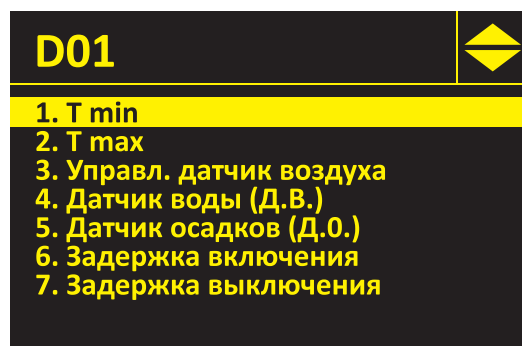 D01
1. T min
2. T max
3. Управл. датчик воздуха
4. Датчик воды (Д.В.)
5. Датчик осадков (Д.0.)
6. Задержка включения
7. Задержка выключения